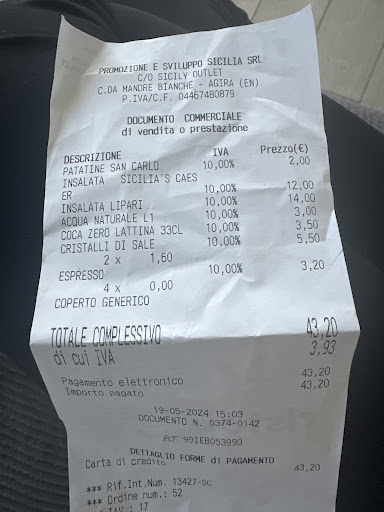 PROMOZIONE E SVILUPPO SICILIA SRL
C/O SICILY OUTLET
C.DA MANDRE BIANCHE - AGIRA (EN)
P.IVA/C.F. 04467480879
DOCUMENTO COMMERCIALE
di vendita o prestazione
DESCRIZIONE IVA Prezzo(€)
PATATINE SAN CARLO 10,00% 2,00
INSALATA SICILIA'S CAES
ER 10,00% 12,00
INSALATA LIPARI 10,00% 14,00
ACQUA NATURALE L1 10,00% 3,00
COCA ZERO LATTINA 33CL 10,00% 3,50
CRISTALLI DI SALE 10,00% 5,50
2 x 1,60
ESPRESSO 10,00% 3,20
4 x 0,00
COPERTO GENERICO
TOTALE COMPLESSIVO 43,20
di cui IVA 3,93
Pagamento elettronico 43,20
Importo pagato 43,20
19-05-2024 15:03
DOCUMENTO N. 0374-0142
RT 99IEB053990
DETTAGLIO FORME di PAGAMENTO
Carta di credito 43,20
*** Rif.Int.Num. 13427-SC
*** Ordine num.: 52
TAV.: 17